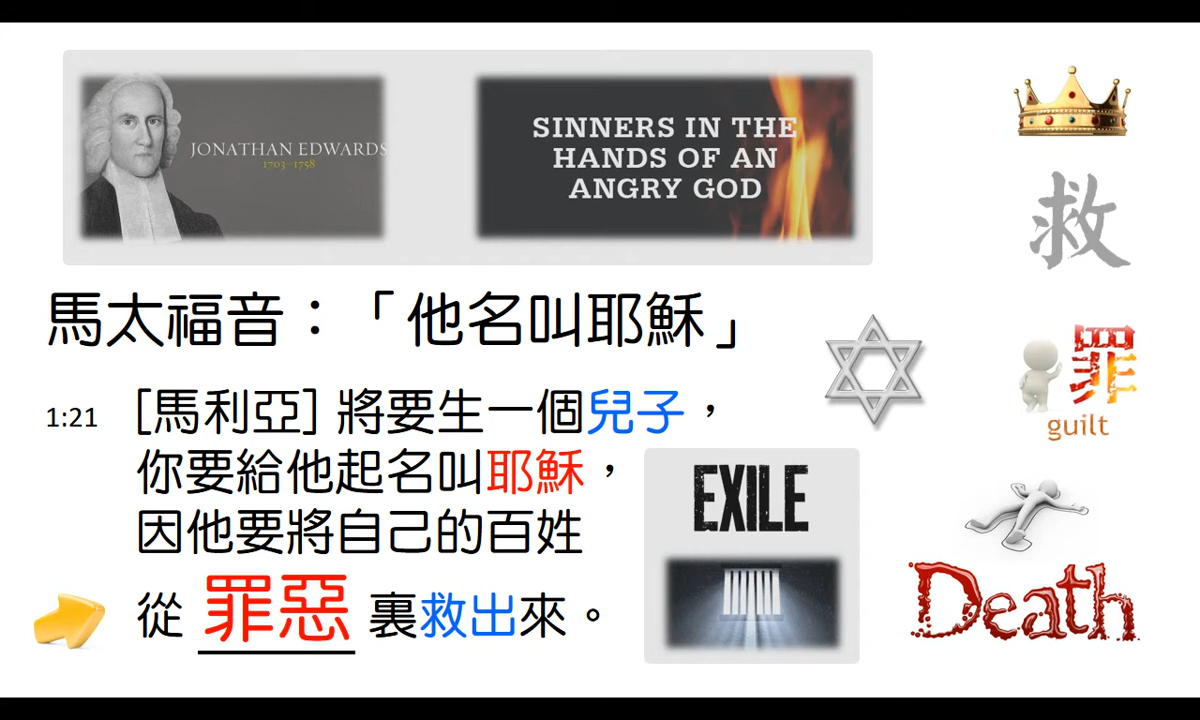 JONATHAN EDWARDS
1703–1758
SINNERS IN THE
HANDS OF AN
ANGRY GOD
救
馬太福音：「他名叫耶穌」
罪
guilt
1:21 [馬利亞] 將要生一個兒子，
你要給他起名叫耶穌，
因他要將自己的百姓
從 罪惡 裏救出來。
EXILE
Death